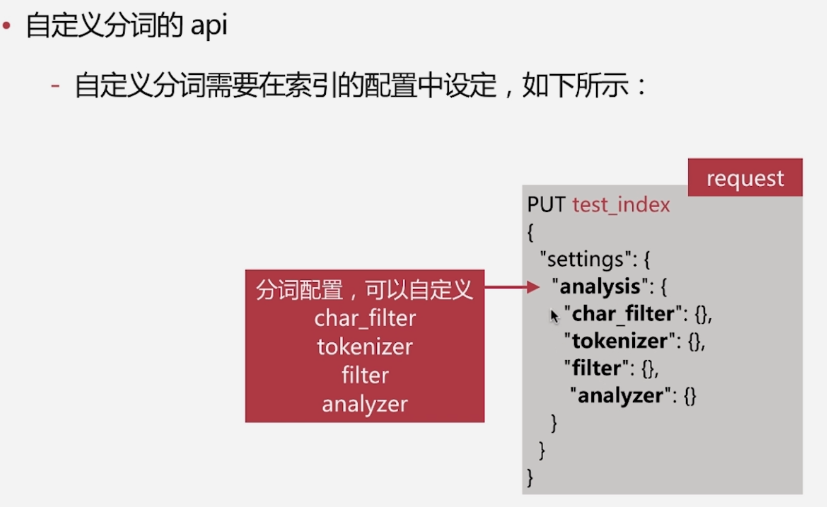 • 自定义分词的 api
- 自定义分词需要在索引的配置中设定，如下所示：
request
PUT test_index
{
"settings": {
分词配置，可以自定义
char_filter
tokenizer
filter
analyzer
"analysis": {
"char_filter": {},
"tokenizer": {},
"filter": {},
"analyzer": {}
}
}
}